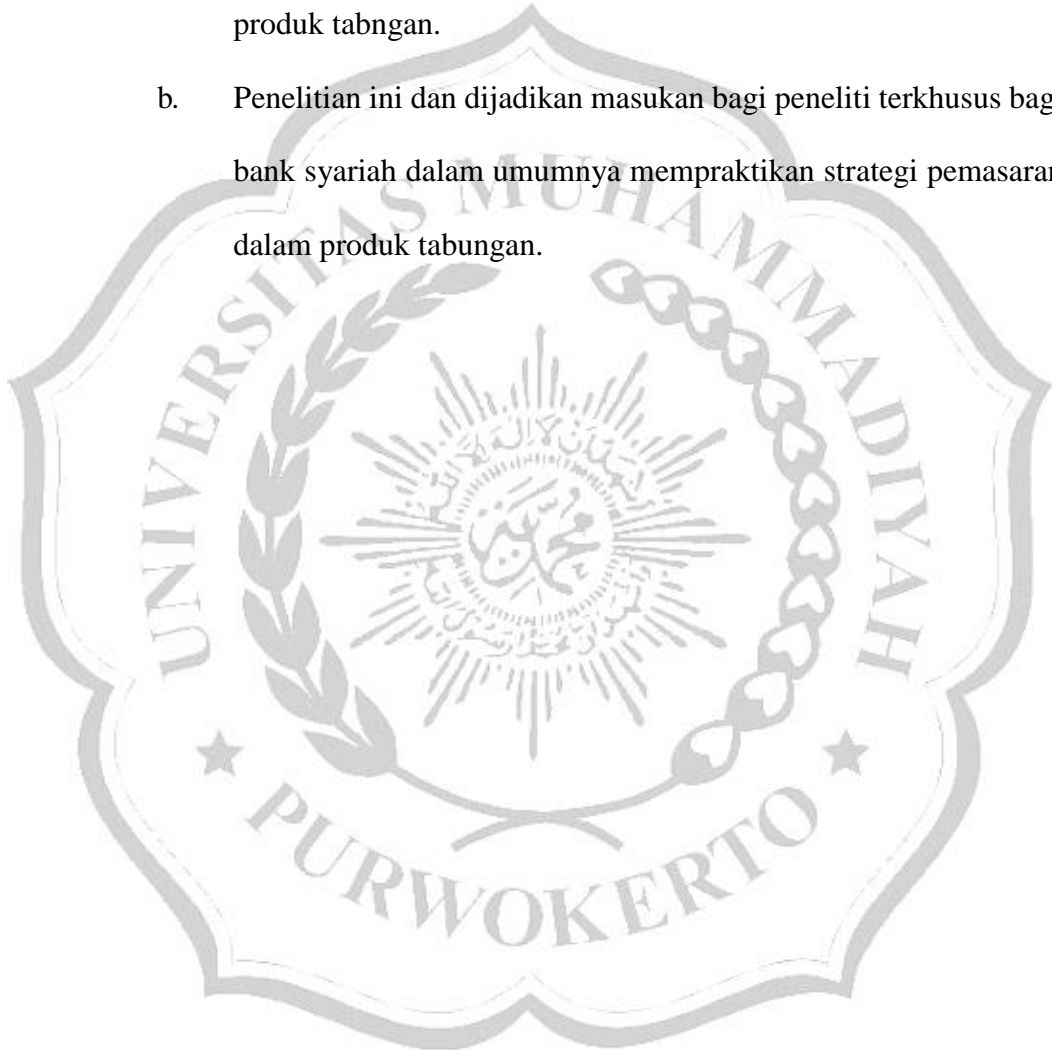 produk tabngan.
b. Penelitian ini dan dijadikan masukan bagi peneliti terkhusus bag
bank syariah dalam umumnya mempraktikan strategi pemasaran
dalam produk tabungan.
UNIVERSITAS MUHAMMADIYAH
PURWOKERTO